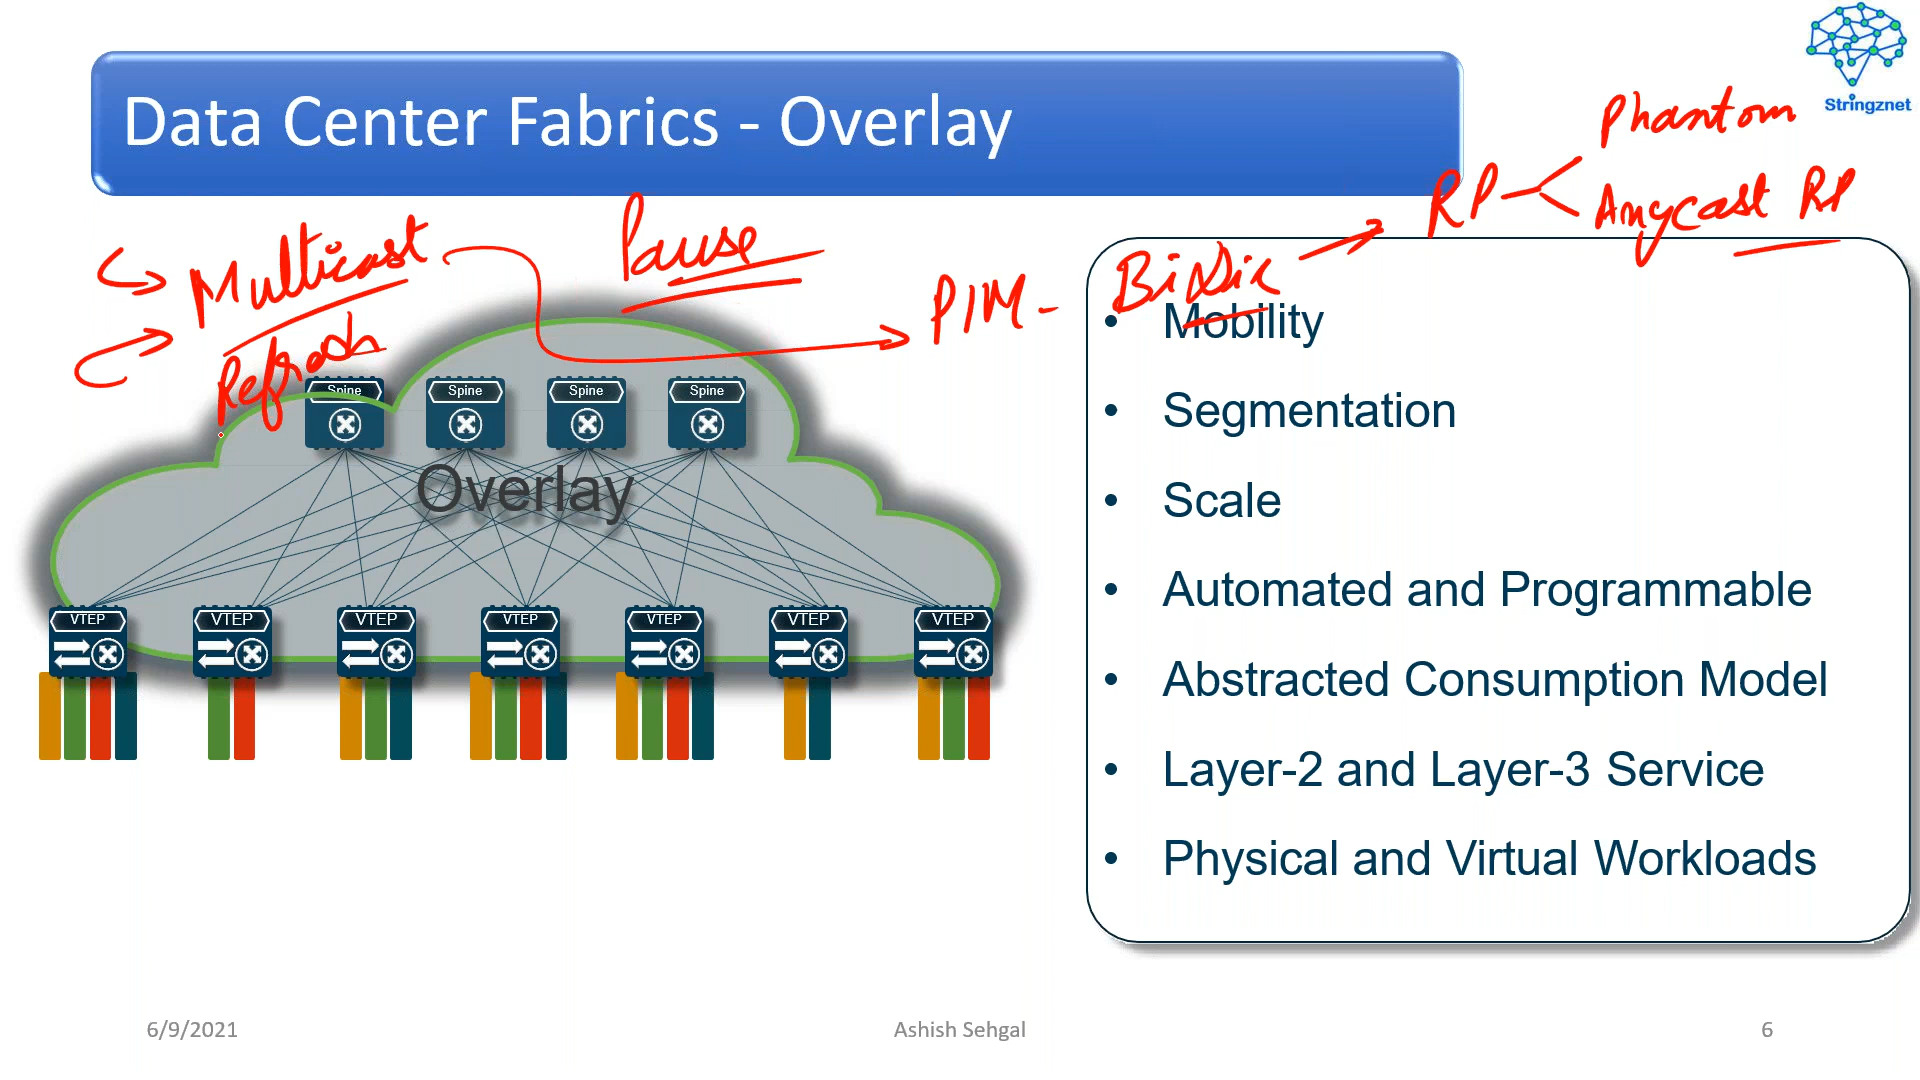 Stringznet
Data Center Fabrics - Overlay
Phantom
RP
Anycast RP
Multicast
Pause
PIM - BiDir
Refresh
Spine Spine Spine Spine
Overlay
VTEP VTEP VTEP VTEP VTEP VTEP VTEP
• Mobility
• Segmentation
• Scale
• Automated and Programmable
• Abstracted Consumption Model
• Layer-2 and Layer-3 Service
• Physical and Virtual Workloads
6/9/2021 Ashish Sehgal 6